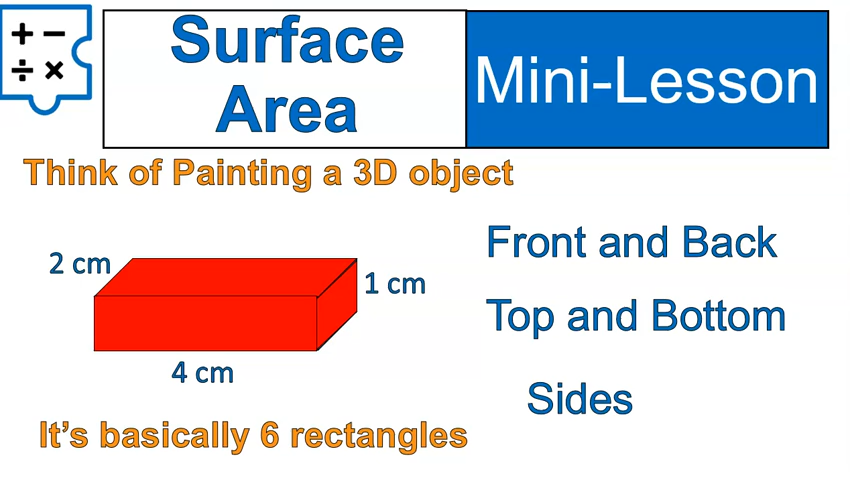 + −
÷ ×
Surface
Area
Mini-Lesson
Think of Painting a 3D object
2 cm
1 cm
4 cm
Front and Back
Top and Bottom
Sides
It's basically 6 rectangles